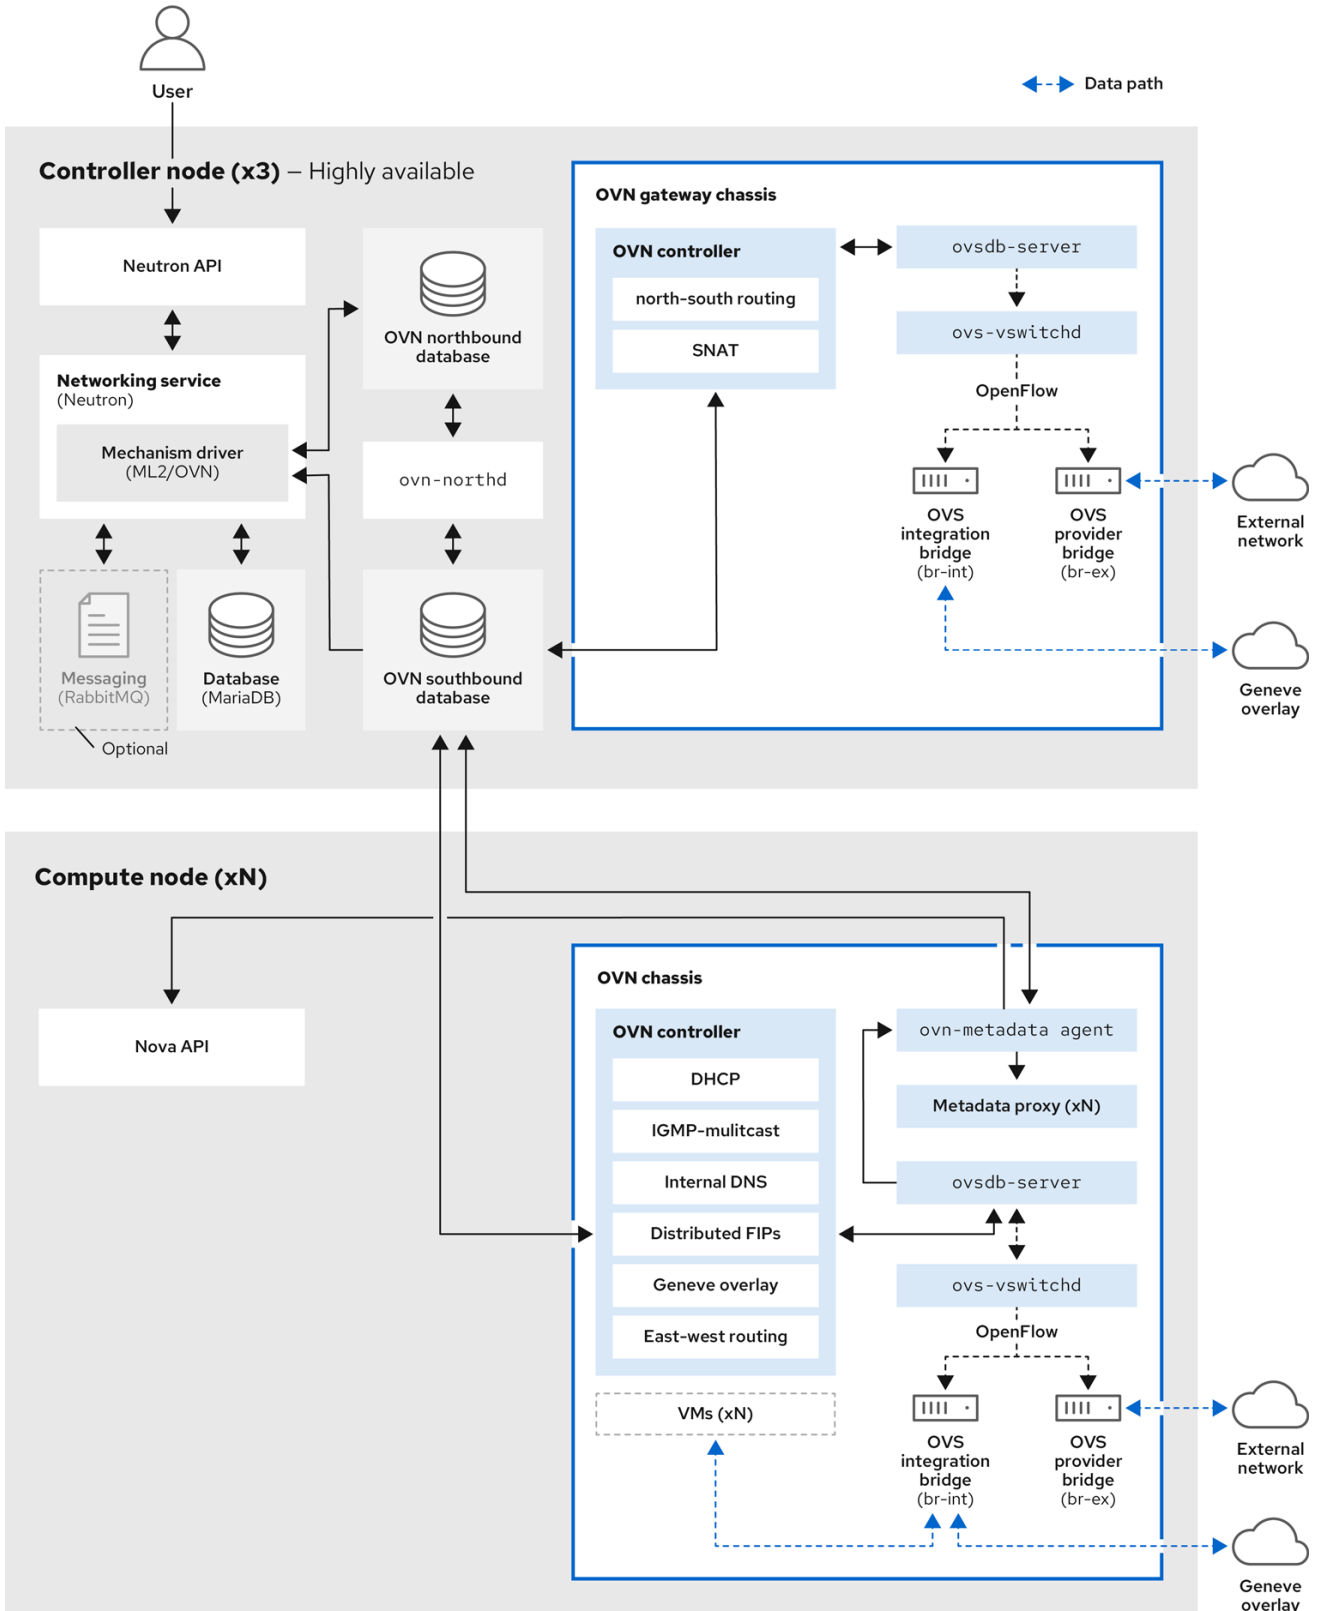 User
Data path
Controller node (x3) – Highly available
Neutron API
Networking service
(Neutron)
Mechanism driver
(ML2/OVN)
Messaging
(RabbitMQ)
Optional
Database
(MariaDB)
OVN northbound
database
ovn-northd
OVN southbound
database
OVN gateway chassis
OVN controller
north-south routing
SNAT
ovsdb-server
ovs-vswitchd
OpenFlow
OVS
integration
bridge
(br-int)
OVS
provider
bridge
(br-ex)
External
network
Geneve
overlay
Compute node (xN)
Nova API
OVN chassis
OVN controller
DHCP
IGMP-mulitcast
Internal DNS
Distributed FIPs
Geneve overlay
East-west routing
VMs (xN)
ovn-metadata agent
Metadata proxy (xN)
ovsdb-server
ovs-vswitchd
OpenFlow
OVS
integration
bridge
(br-int)
OVS
provider
bridge
(br-ex)
External
network
Geneve
overlay